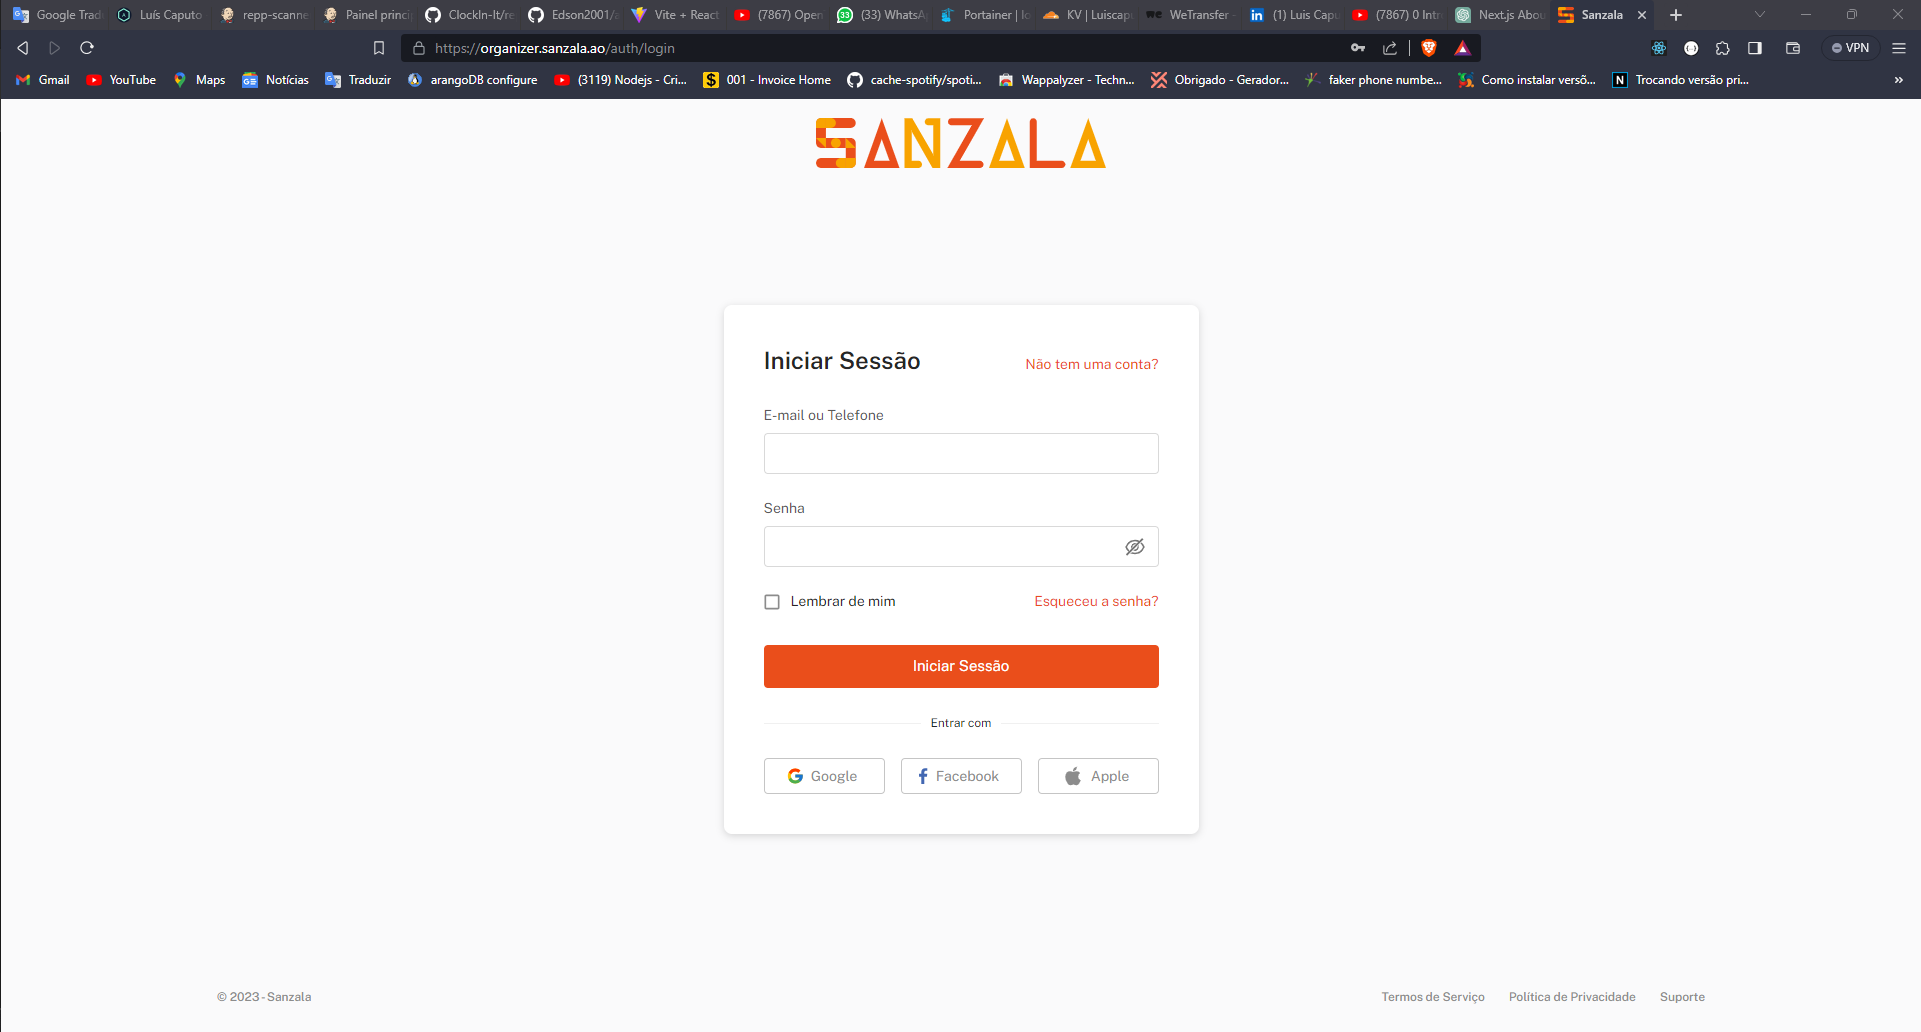 Google Trad
Luís Caputo
repp-scanne
Painel princi
ClockIn-It/re
Edson2001/a
Vite + React
(7867) Open
(33) WhatsA
Portainer | lo
KV | Luiscapu
WeTransfer -
(1) Luis Capu
(7867) 0 Intr
Next.js Abou
Sanzala
https://organizer.sanzala.ao/auth/login
VPN
Gmail
YouTube
Maps
Notícias
Traduzir
arangoDB configure
(3119) Nodejs - Cri...
001 - Invoice Home
cache-spotify/spoti...
Wappalyzer - Techn...
Obrigado - Gerador...
faker phone numbe...
Como instalar versõ...
Trocando versão pri...
SANZALA
Iniciar Sessão
Não tem uma conta?
E-mail ou Telefone
Senha
Lembrar de mim
Esqueceu a senha?
Iniciar Sessão
Entrar com
Google
Facebook
Apple
© 2023 - Sanzala
Termos de Serviço
Política de Privacidade
Suporte